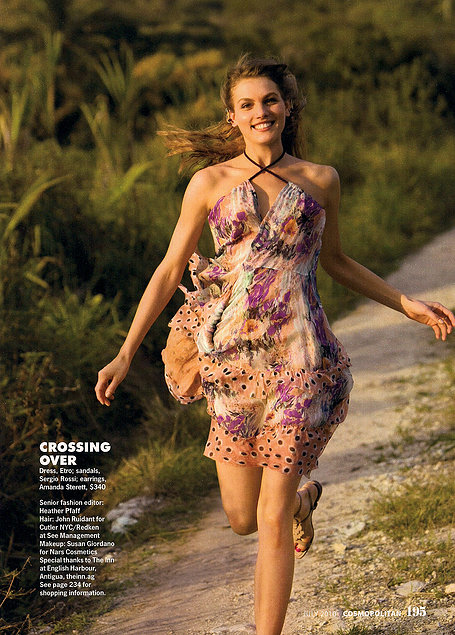 CROSSING
OVER
Dress, Etro; sandals,
Sergio Rossi; earrings,
Amanda Sterett, $340
Senior fashion editor:
Heather Pfaff
Hair: John Ruidant for
Cutler NYC/Redken
at See Management
Makeup: Susan Giordano
for Nars Cosmetics
Special thanks to The Inn
at English Harbour,
Antigua, theinn.ag
See page 234 for
shopping information.
JULY 2010 COSMOPOLITAN 195